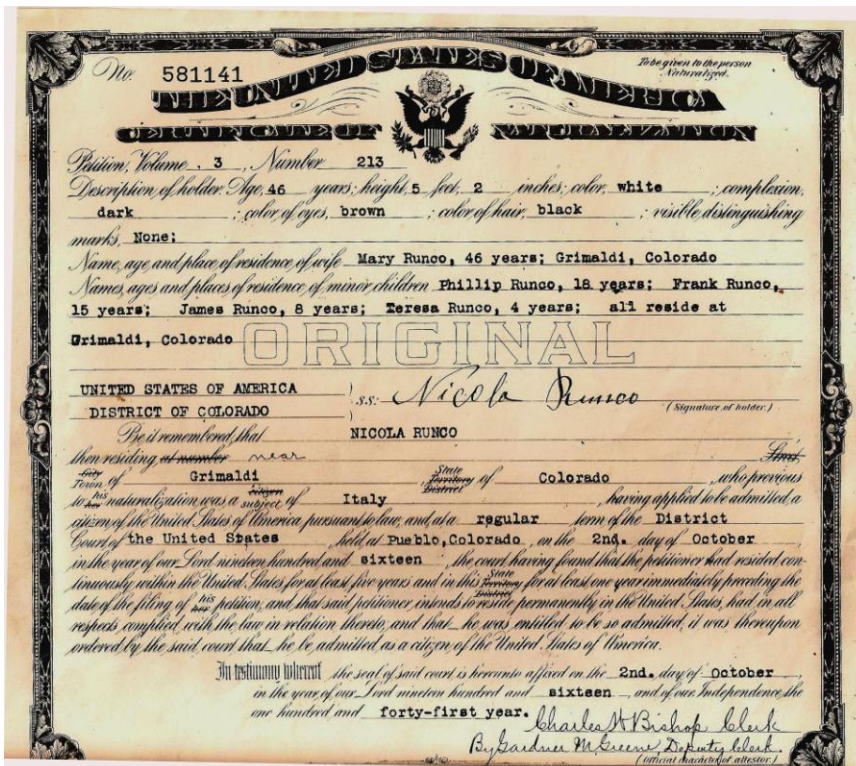 No. 581141
To be given to the person
Naturalized.
THE UNITED STATES OF AMERICA
CERTIFICATE OF NATURALIZATION
Petition, Volume 3, Number 213
Description of holder: Age, 46 years; height, 5 feet, 2 inches; color, white ; complexion,
dark ; color of eyes, brown ; color of hair, black ; visible distinguishing
marks, None;
Name, age and place of residence of wife Mary Runco, 46 years; Grimaldi, Colorado
Names, ages and places of residence of minor children Phillip Runco, 18 years; Frank Runco,
15 years; James Runco, 8 years; Teresa Runco, 4 years; all reside at
Grimaldi, Colorado
ORIGINAL
UNITED STATES OF AMERICA
DISTRICT OF COLORADO
s.s: Nicola Runco
(Signature of holder.)
Be it remembered, that NICOLA RUNCO
then residing at number near Street
City Town of Grimaldi , State Territory District of Colorado , who previous
to his her naturalization was a citizen subject of Italy , having applied to be admitted a
citizen of the United States of America pursuant to law, and at a regular term of the District
Court of the United States held at Pueblo, Colorado , on the 2nd. day of October
in the year of our Lord nineteen hundred and sixteen , the court having found that the petitioner had resided con-
tinuously within the United States for at least five years and in this State Territory District for at least one year immediately preceding the
date of the filing of his her petition, and that said petitioner intends to reside permanently in the United States, had in all
respects complied with the law in relation thereto, and that he was entitled to be so admitted, it was thereupon
ordered by the said court that he be admitted as a citizen of the United States of America.
In testimony whereof the seal of said court is hereunto affixed on the 2nd. day of October
in the year of our Lord nineteen hundred and sixteen , and of our Independence the
one hundred and forty-first year.
Charles W Bishop Clerk
By Gardner M. Greene, Deputy Clerk.
(Official character of attestor.)